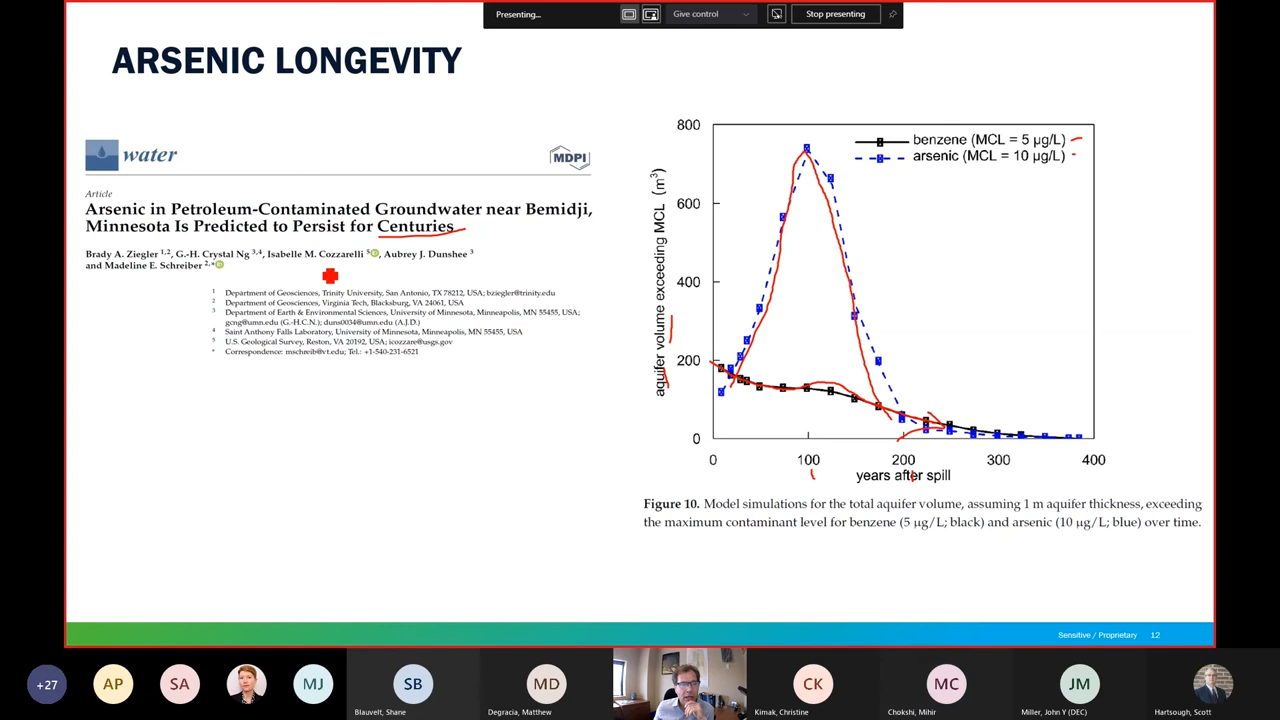 Presenting...
Give control
Stop presenting
ARSENIC LONGEVITY
water
MDPI
Article
Arsenic in Petroleum-Contaminated Groundwater near Bemidji,
Minnesota Is Predicted to Persist for Centuries
Brady A. Ziegler 1,2, G.-H. Crystal Ng 3,4, Isabelle M. Cozzarelli 5, Aubrey J. Dunshee 3
and Madeline E. Schreiber 2,*
1 Department of Geosciences, Trinity University, San Antonio, TX 78212, USA; bziegler@trinity.edu
2 Department of Geosciences, Virginia Tech, Blacksburg, VA 24061, USA
3 Department of Earth & Environmental Sciences, University of Minnesota, Minneapolis, MN 55455, USA;
gcng@umn.edu (G.-H.C.N.); duns0034@umn.edu (A.J.D.)
4 Saint Anthony Falls Laboratory, University of Minnesota, Minneapolis, MN 55455, USA
5 U.S. Geological Survey, Reston, VA 20192, USA; icozzare@usgs.gov
* Correspondence: mschreib@vt.edu; Tel.: +1-540-231-6521
800
600
400
200
0
aquifer volume exceeding MCL (m³)
benzene (MCL = 5 µg/L)
arsenic (MCL = 10 µg/L)
0 100 200 300 400
years after spill
Figure 10. Model simulations for the total aquifer volume, assuming 1 m aquifer thickness, exceeding
the maximum contaminant level for benzene (5 µg/L; black) and arsenic (10 µg/L; blue) over time.
Sensitive / Proprietary 12
+27
AP
SA
MJ
SB
Blauvelt, Shane
MD
Degracia, Matthew
CK
Kimak, Christine
MC
Chokshi, Mihir
JM
Miller, John Y (DEC)
Hartsough, Scott